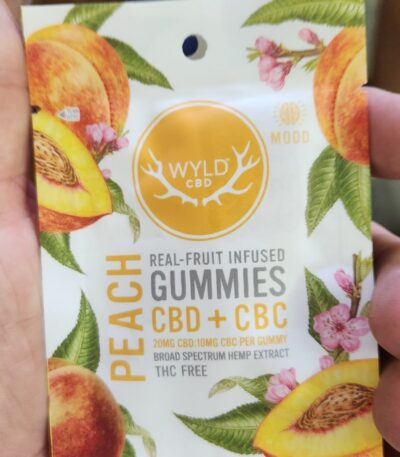 WYLD
CBD
MOOD
PEACH
REAL-FRUIT INFUSED
GUMMIES
CBD + CBC
20MG CBD:10MG CBC PER GUMMY
BROAD SPECTRUM HEMP EXTRACT
THC FREE